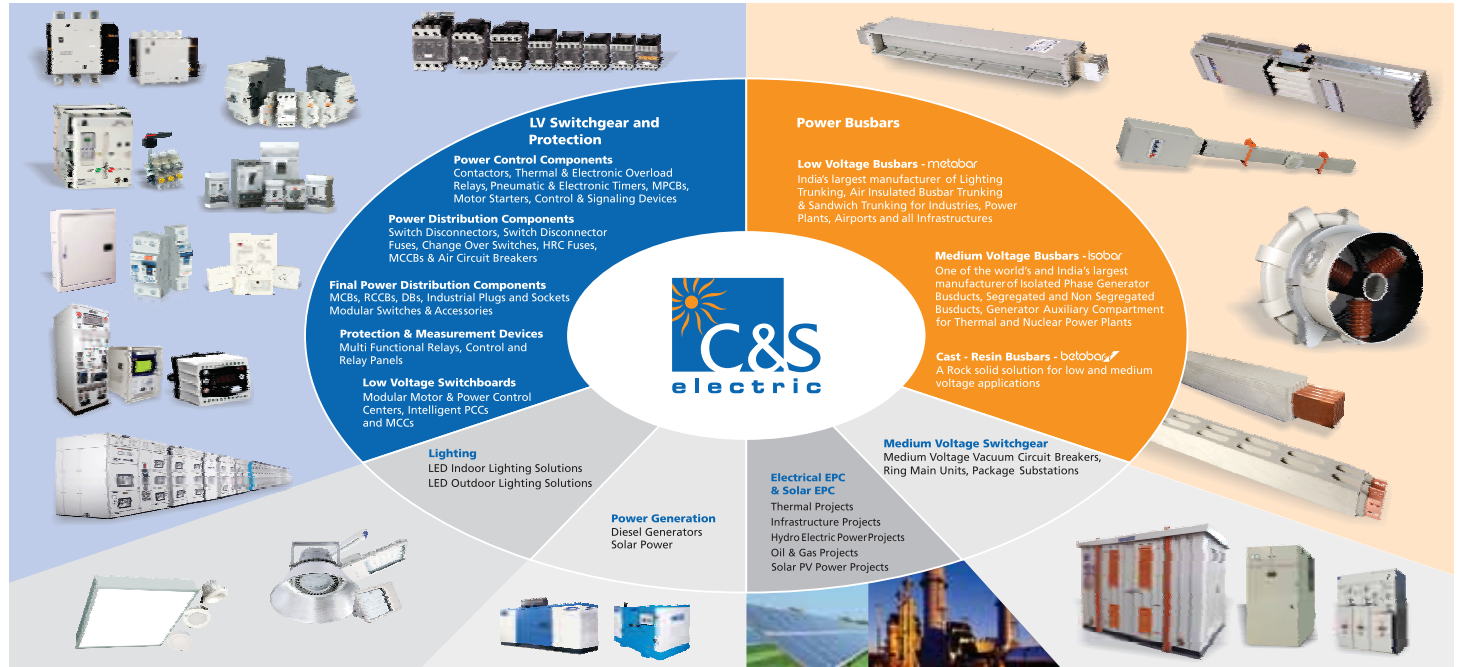 LV Switchgear and
Protection
Power Control Components
Contactors, Thermal & Electronic Overload
Relays, Pneumatic & Electronic Timers, MPCBs,
Motor Starters, Control & Signaling Devices
Power Distribution Components
Switch Disconnectors, Switch Disconnector
Fuses, Change Over Switches, HRC Fuses,
MCCBs & Air Circuit Breakers
Final Power Distribution Components
MCBs, RCCBs, DBs, Industrial Plugs and Sockets
Modular Switches & Accessories
Protection & Measurement Devices
Multi Functional Relays, Control and
Relay Panels
Low Voltage Switchboards
Modular Motor & Power Control
Centers, Intelligent PCCs
and MCCs
Power Busbars
Low Voltage Busbars - metabar
India's largest manufacturer of Lighting
Trunking, Air Insulated Busbar Trunking
& Sandwich Trunking for Industries, Power
Plants, Airports and all Infrastructures
Medium Voltage Busbars - isobar
One of the world's and India's largest
manufacturer of Isolated Phase Generator
Busducts, Segregated and Non Segregated
Busducts, Generator Auxiliary Compartment
for Thermal and Nuclear Power Plants
Cast - Resin Busbars - betobar
A Rock solid solution for low and medium
voltage applications
C&S
electric
Lighting
LED Indoor Lighting Solutions
LED Outdoor Lighting Solutions
Power Generation
Diesel Generators
Solar Power
Electrical EPC
& Solar EPC
Thermal Projects
Infrastructure Projects
Hydro Electric Power Projects
Oil & Gas Projects
Solar PV Power Projects
Medium Voltage Switchgear
Medium Voltage Vacuum Circuit Breakers,
Ring Main Units, Package Substations